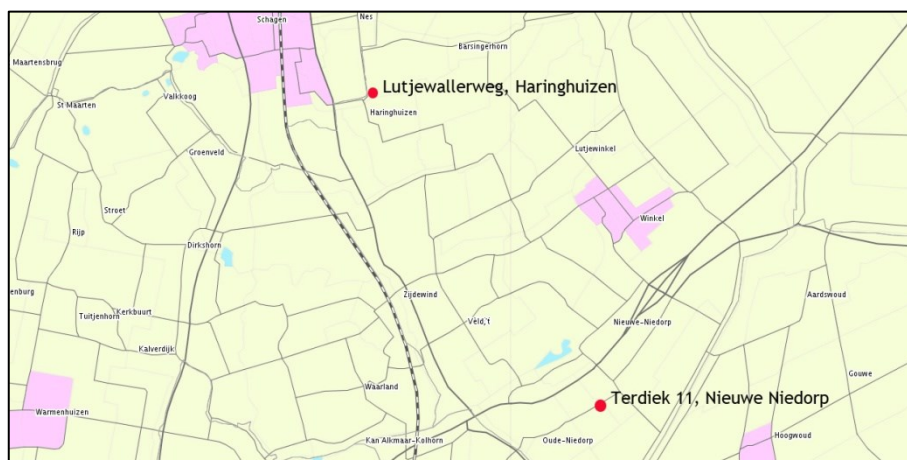 Schagen
Nes
Barsingerhorn
Maartensbrug
Lutjewallerweg, Haringhuizen
Valkkoog
St Maarten
Haringhuizen
Groenveld
Lutjewinkel
Stroet
Winkel
Rijp
Dirkshorn
enburg
Zijdewind
Aardswoud
Tuitjenhorn
Kerkbuurt
Veld,'t
Nieuwe-Niedorp
Kalverdijk
Gouwe
Waarland
Terdiek 11, Nieuwe Niedorp
Warmenhuizen
Kan Alkmaar-Kolhorn
Oude-Niedorp
Hoogwoud